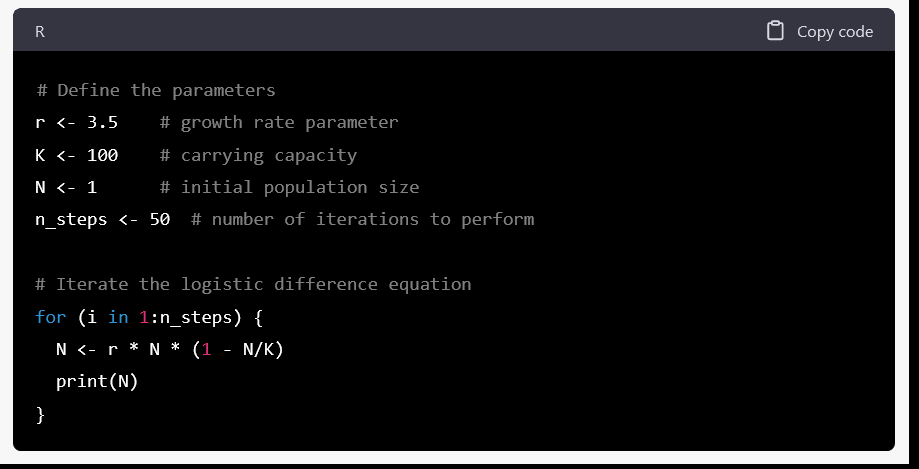 R
Copy code
# Define the parameters
r <- 3.5    # growth rate parameter
K <- 100    # carrying capacity
N <- 1      # initial population size
n_steps <- 50  # number of iterations to perform
# Iterate the logistic difference equation
for (i in 1:n_steps) {
  N <- r * N * (1 - N/K)
  print(N)
}